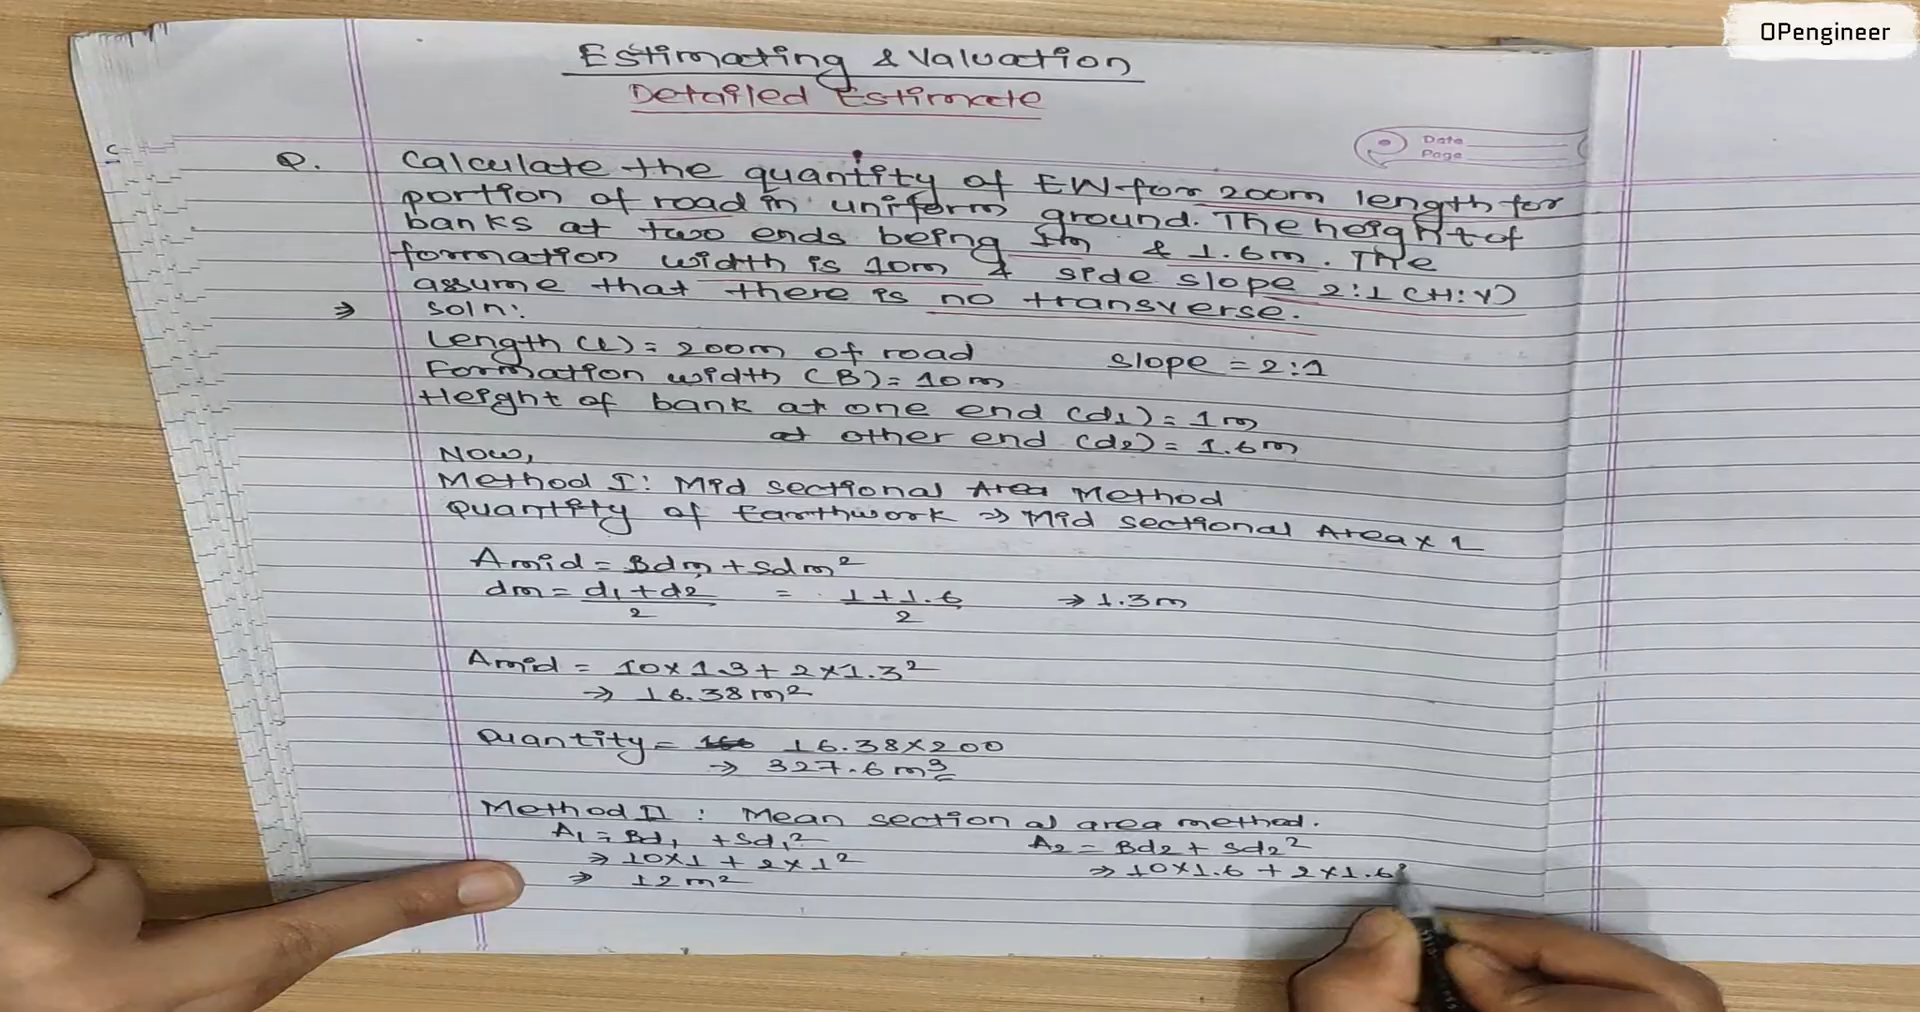 OPengineer
Estimating & Valuation
Detailed Estimate
Date
Page
Q. Calculate the quantity of EW for 200m length for
portion of road in uniform ground. The height of
banks at two ends being 1m & 1.6m. The
formation width is 10m & side slope 2:1 (H:V)
assume that there is no transverse.
⇒ Soln:
Length (L) = 200m of road slope = 2:1
Formation width (B) = 10m
Height of bank at one end (d1) = 1m
at other end (d2) = 1.6m
Now,
Method I: Mid sectional Area Method
Quantity of Earthwork ⇒ Mid sectional Area x L
Amid = Bdm + Sdm²
dm = d1+d2/2 = 1+1.6/2 → 1.3m
Amid = 10x1.3 + 2x1.3²
→ 16.38m²
Quantity = 16.38x200
→ 327.6m³
Method II : Mean sectional area method.
A1 = Bd1 + Sd1² A2 = Bd2 + Sd2²
⇒ 10x1 + 2x1² ⇒ 10x1.6 + 2x1.6²
⇒ 12m²